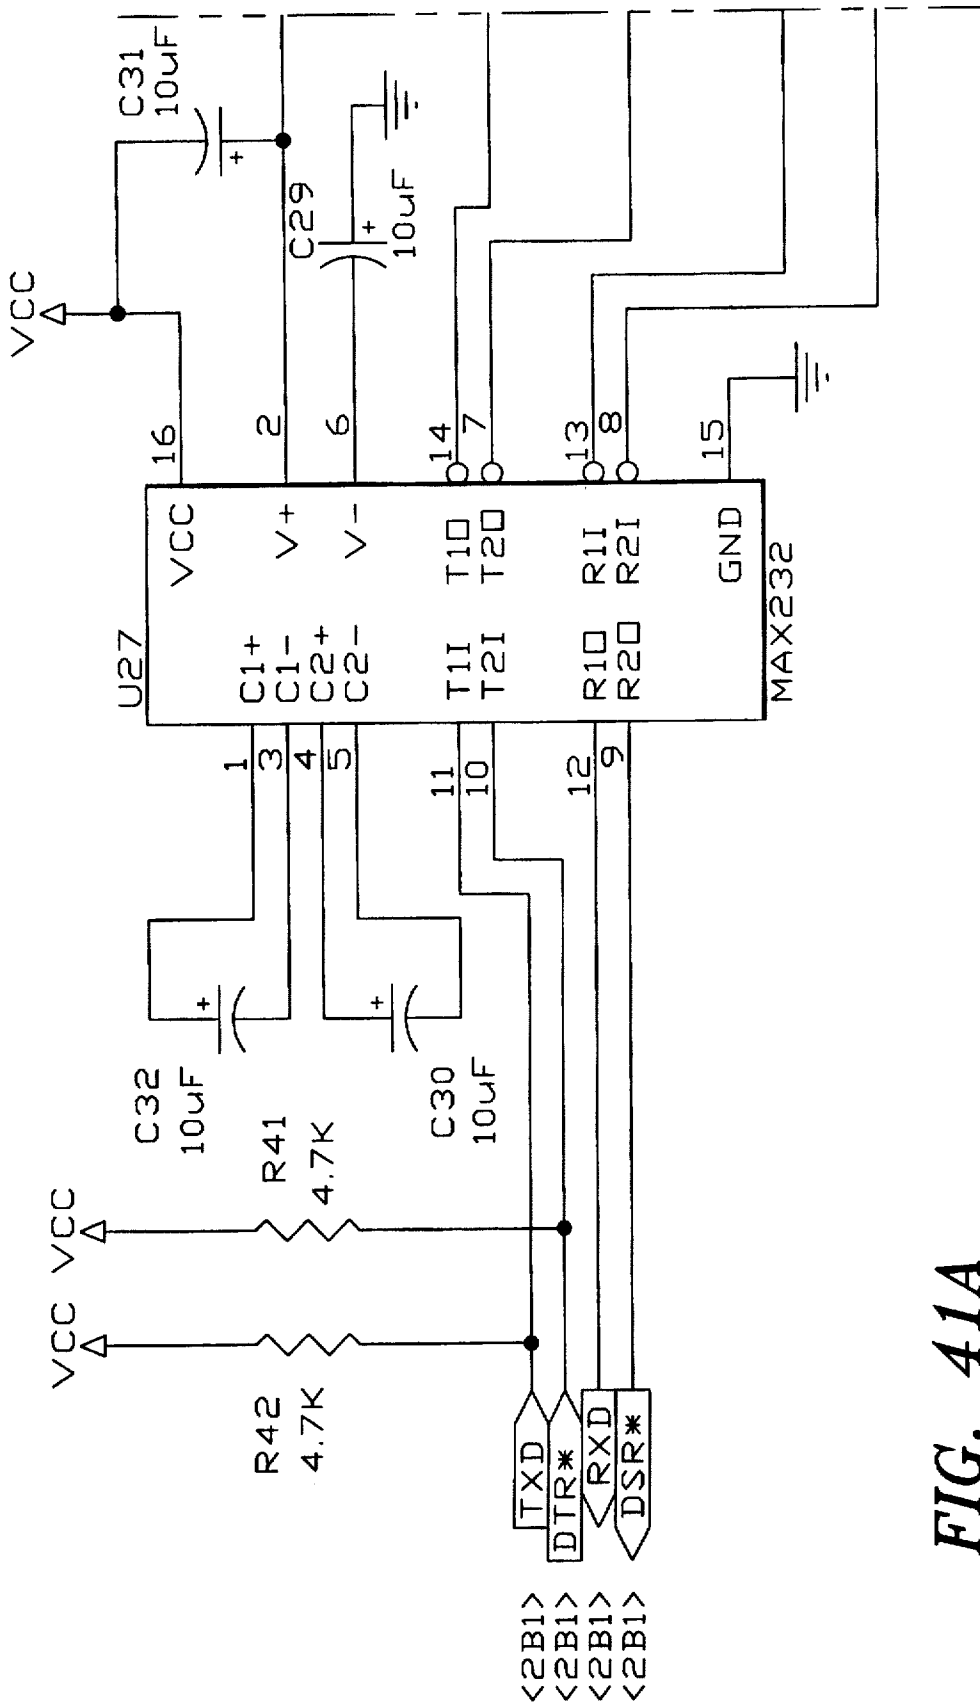 VCC
C31
10uF
C29
10uF
16
2
6
14
7
13
8
15
U27
VCC
C1+
C1-
V+
C2+
C2-
V-
T1I
T1O
T2I
T2O
R1O
R1I
R2O
R2I
GND
MAX232
1
3
4
5
11
10
12
9
C32
10uF
C30
10uF
VCC
R41
4.7K
VCC
R42
4.7K
<2B1> TXD
<2B1> DTR*
<2B1> RXD
<2B1> DSR*
FIG. 41A